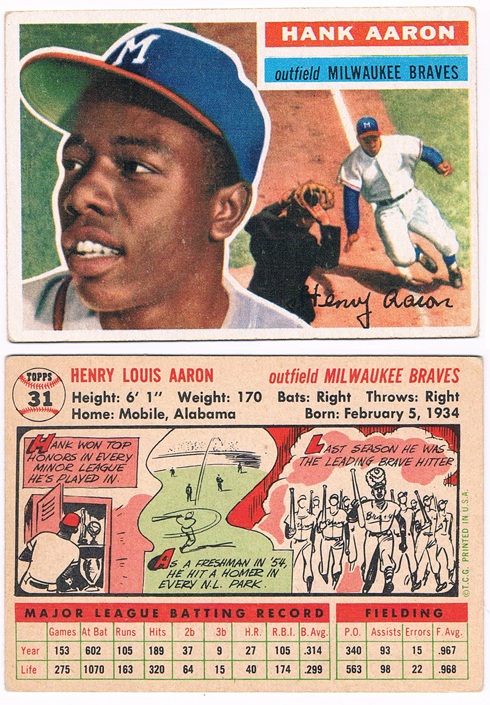 M
HANK AARON
outfield MILWAUKEE BRAVES
M
Henry Aaron
TOPPS
31
HENRY LOUIS AARON outfield MILWAUKEE BRAVES
Height: 6' 1" Weight: 170 Bats: Right Throws: Right
Home: Mobile, Alabama Born: February 5, 1934
HANK WON TOP
HONORS IN EVERY
MINOR LEAGUE
HE'S PLAYED IN.
AS A FRESHMAN IN '54,
HE HIT A HOMER IN
EVERY N.L. PARK.
LAST SEASON HE WAS
THE LEADING BRAVE HITTER
Braves
©T.C.G. PRINTED IN U.S.A.
MAJOR LEAGUE BATTING RECORD FIELDING
Games At Bat Runs Hits 2b 3b H.R. R.B.I. B. Avg. P.O. Assists Errors F. Avg.
Year 153 602 105 189 37 9 27 105 .314 340 93 15 .967
Life 275 1070 163 320 64 15 40 174 .299 563 98 22 .968